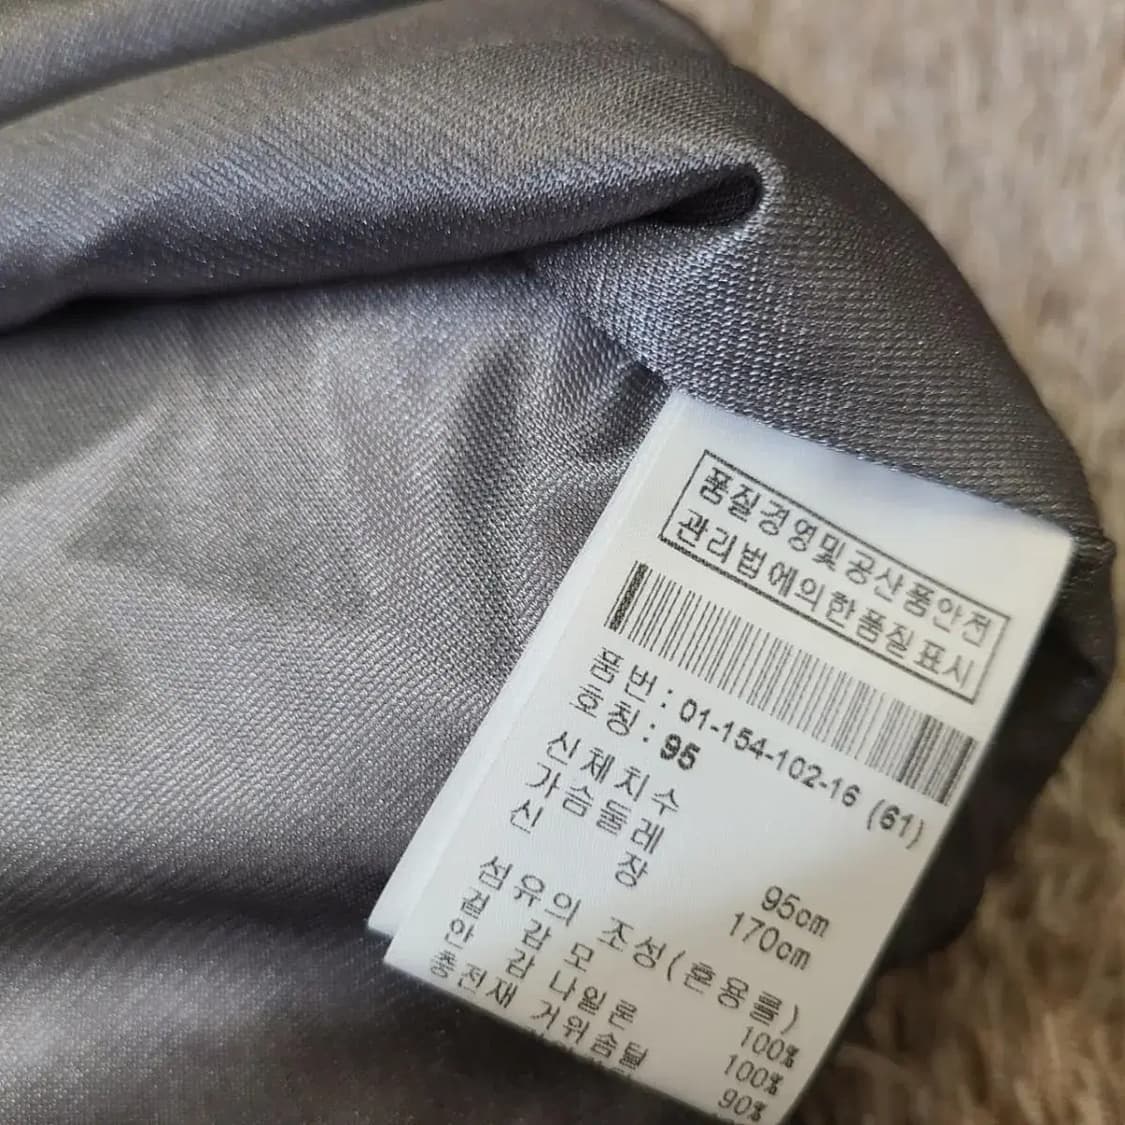 품질경영및공산품안전
관리법에의한품질표시
품번 : 01-154-102-16 (61)
호칭 : 95
신체치수
가슴둘레 95cm
신 장 170cm
섬유의 조성(혼용률)
겉 감 모 100%
안 감 나일론 100%
충전재 거위솜털 90%